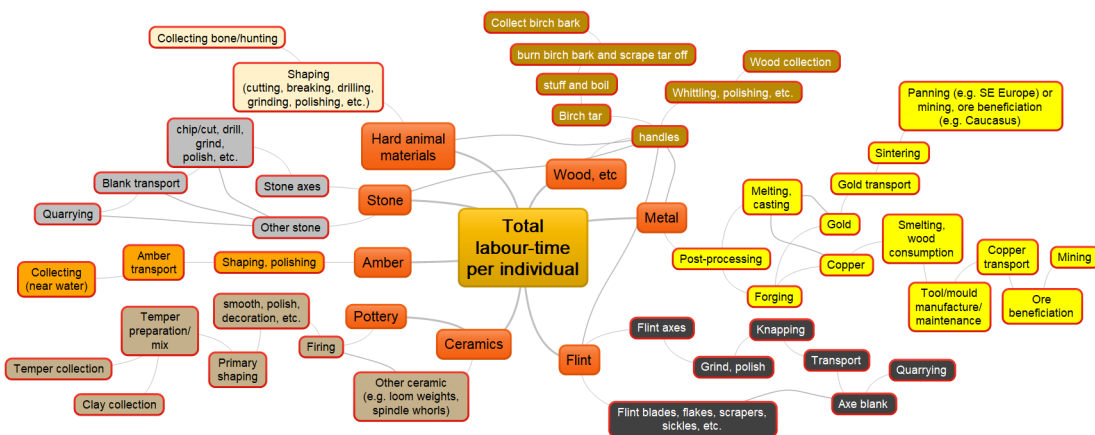 Collecting bone/hunting
Shaping
(cutting, breaking, drilling,
grinding, polishing, etc.)
Hard animal
materials
Collect birch bark
burn birch bark and scrape tar off
stuff and boil
Birch tar
Wood collection
Whittling, polishing, etc.
handles
Wood, etc
chip/cut, drill,
grind,
polish, etc.
Blank transport
Stone axes
Quarrying
Other stone
Stone
Total
labour-time
per individual
Metal
Panning (e.g. SE Europe) or
mining, ore beneficiation
(e.g. Caucasus)
Sintering
Gold transport
Melting,
casting
Gold
Smelting,
wood
consumption
Copper
transport
Mining
Post-processing
Copper
Forging
Tool/mould
manufacture/
maintenance
Ore
beneficiation
Collecting
(near water)
Amber
transport
Shaping, polishing
Amber
smooth, polish,
decoration, etc.
Pottery
Temper
preparation/
mix
Firing
Ceramics
Temper collection
Primary
shaping
Clay collection
Other ceramic
(e.g. loom weights,
spindle whorls)
Flint
Flint axes
Knapping
Grind, polish
Transport
Quarrying
Axe blank
Flint blades, flakes, scrapers,
sickles, etc.